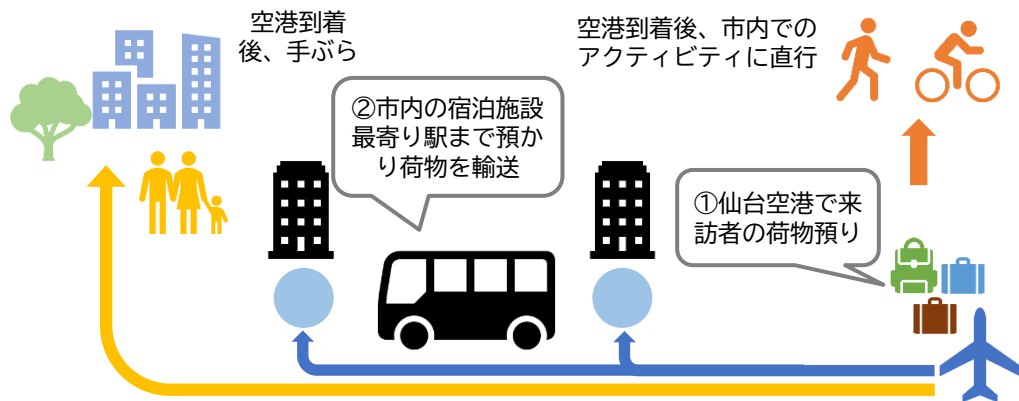 空港到着
後、手ぶら
空港到着後、市内での
アクティビティに直行
②市内の宿泊施設
最寄り駅まで預か
り荷物を輸送
①仙台空港で来
訪者の荷物預り